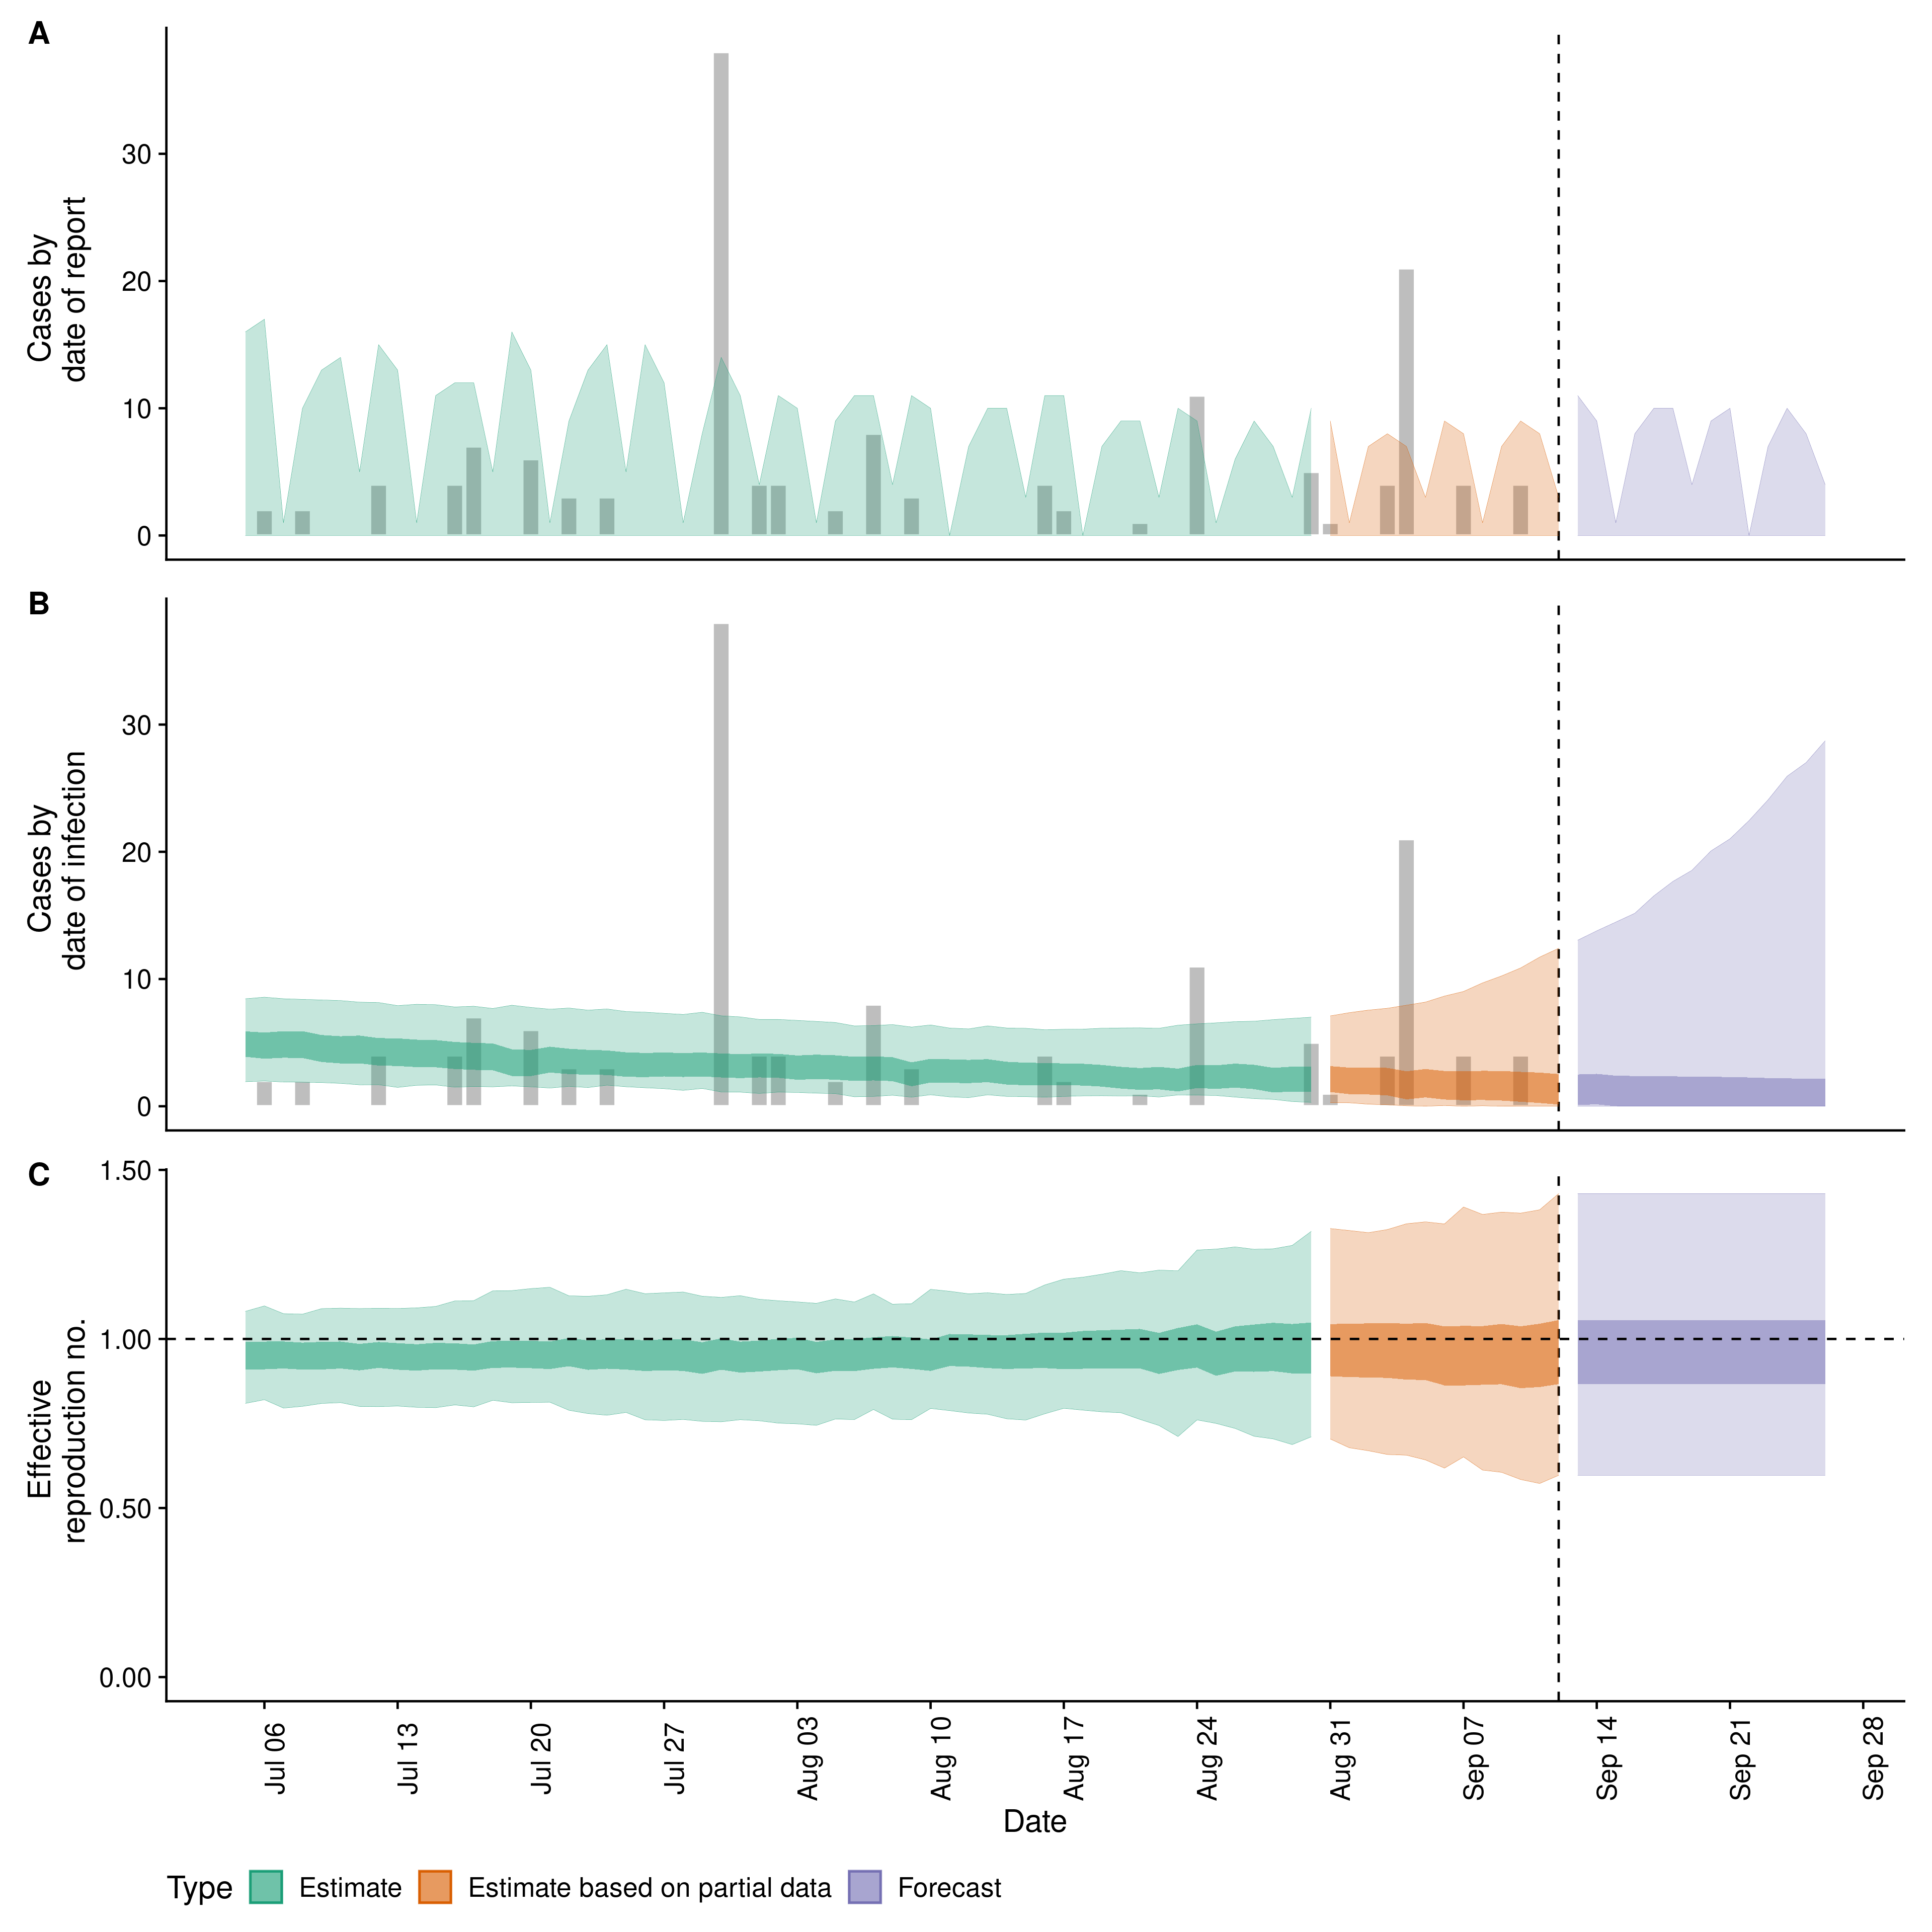 A
Cases by
date of report
30
20
10
0
B
Cases by
date of infection
30
20
10
0
C
Effective
reproduction no.
1.50
1.00
0.50
0.00
Jul 06
Jul 13
Jul 20
Jul 27
Aug 03
Aug 10
Aug 17
Aug 24
Aug 31
Sep 07
Sep 14
Sep 21
Sep 28
Date
Type Estimate Estimate based on partial data Forecast